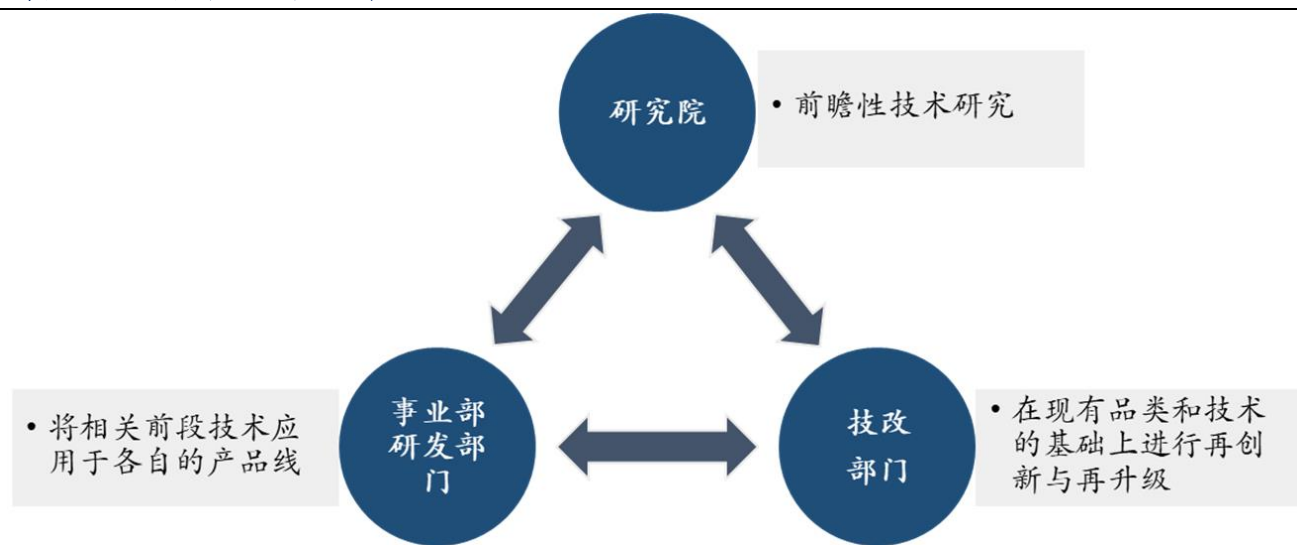 研究院
• 前瞻性技术研究
事业部
研发部
门
• 将相关前段技术应
用于各自的产品线
技改
部门
• 在现有品类和技术
的基础上进行再创
新与再升级